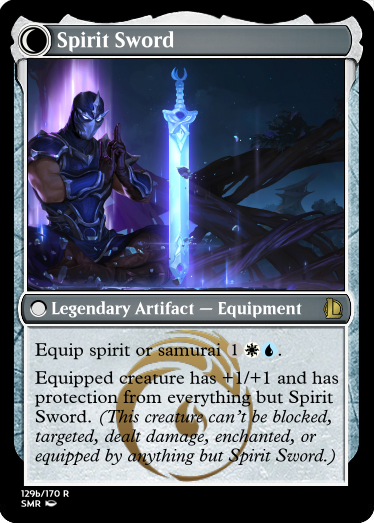 Spirit Sword
Legendary Artifact — Equipment
Equip spirit or samurai 1.
Equipped creature has +1/+1 and has
protection from everything but Spirit
Sword. (This creature can't be blocked,
targeted, dealt damage, enchanted, or
equipped by anything but Spirit Sword.)
129b/170 R
SMR